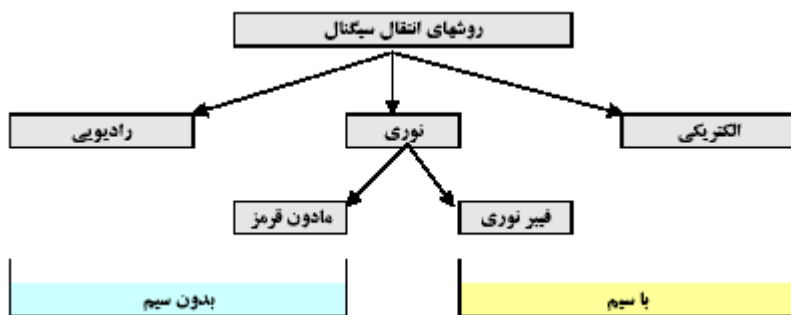 روشهای انتقال سیگنال
الکتریکی
نوری
رادیویی
فیبر نوری
مادون قرمز
با سیم
بدون سیم